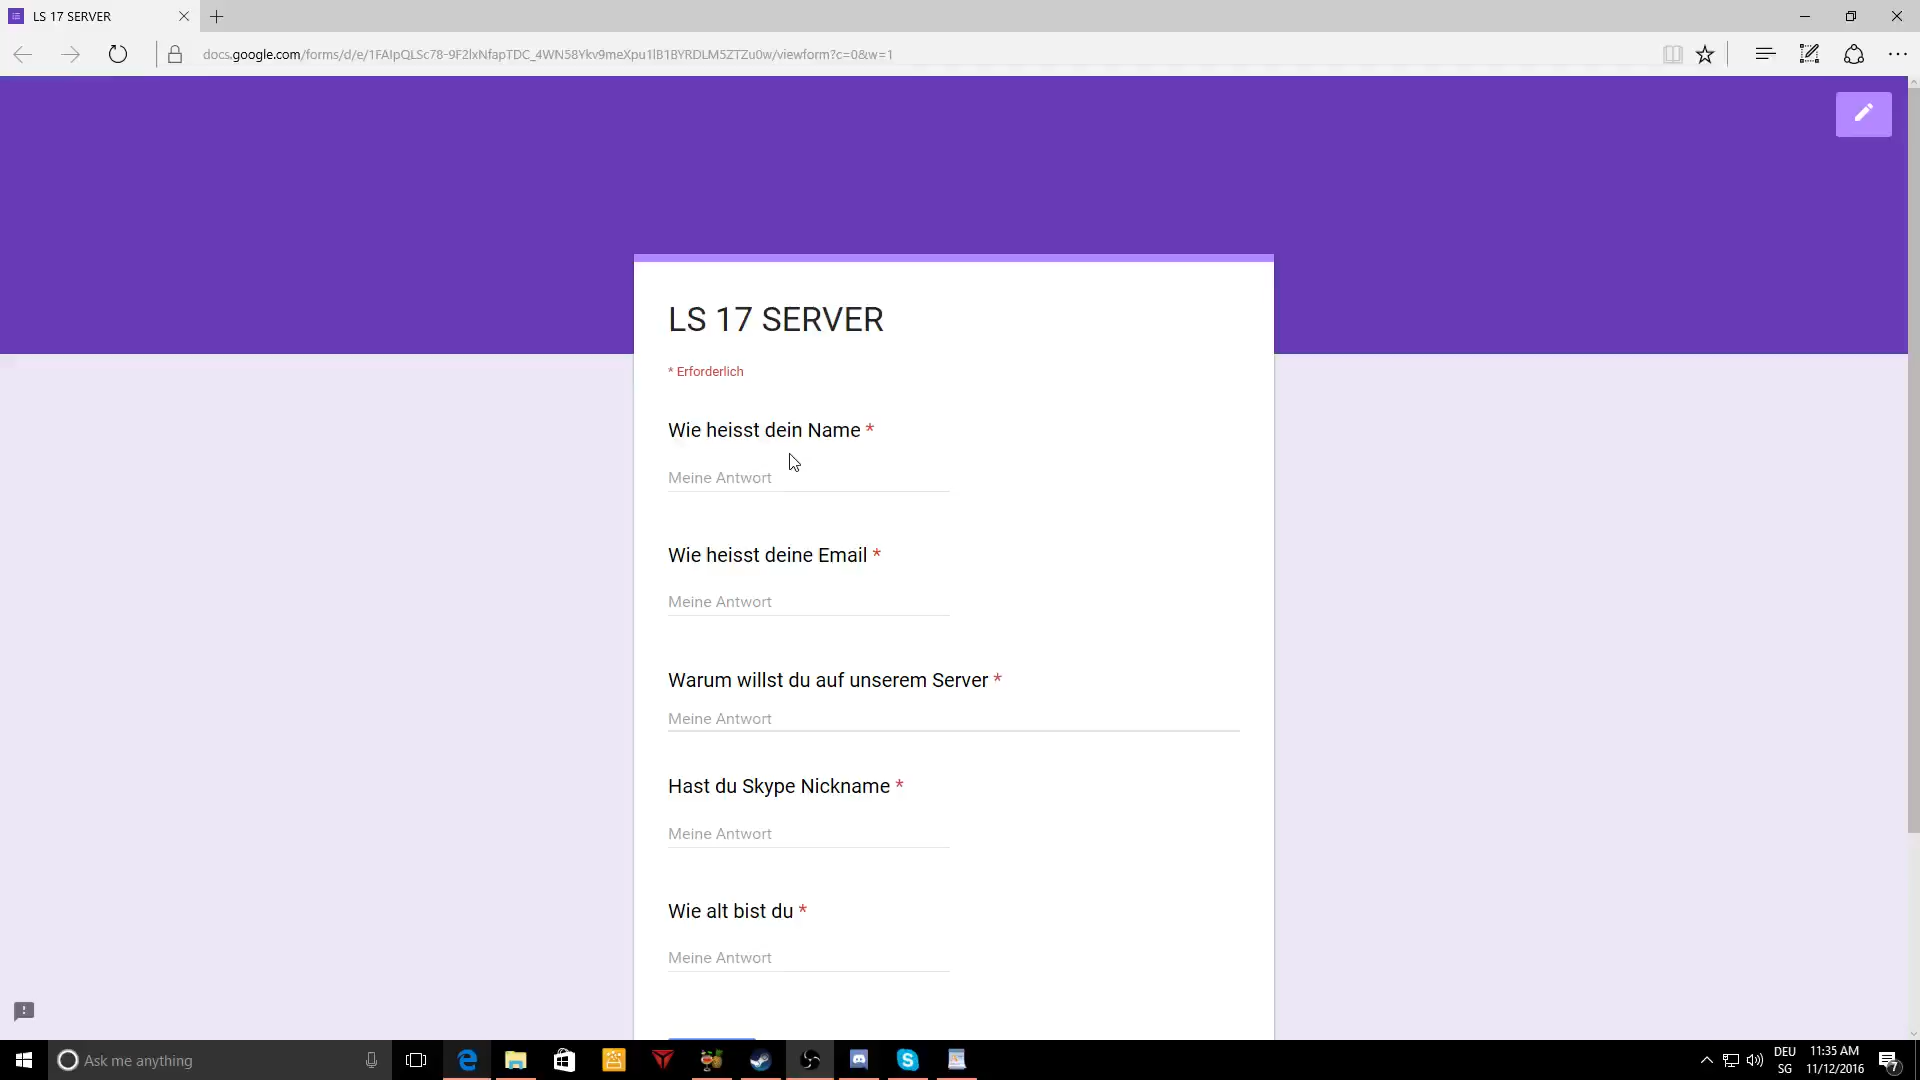 LS 17 SERVER
docs.google.com/forms/d/e/1FAIpQLSc78-9F2lxNfapTDC_4WN58Ykv9meXpu1lB1BYRDLM5ZTZu0w/viewform?c=0&w=1
LS 17 SERVER
* Erforderlich
Wie heisst dein Name *
Meine Antwort
Wie heisst deine Email *
Meine Antwort
Warum willst du auf unserem Server *
Meine Antwort
Hast du Skype Nickname *
Meine Antwort
Wie alt bist du *
Meine Antwort
Ask me anything
DEU
SG
11:35 AM
11/12/2016
7